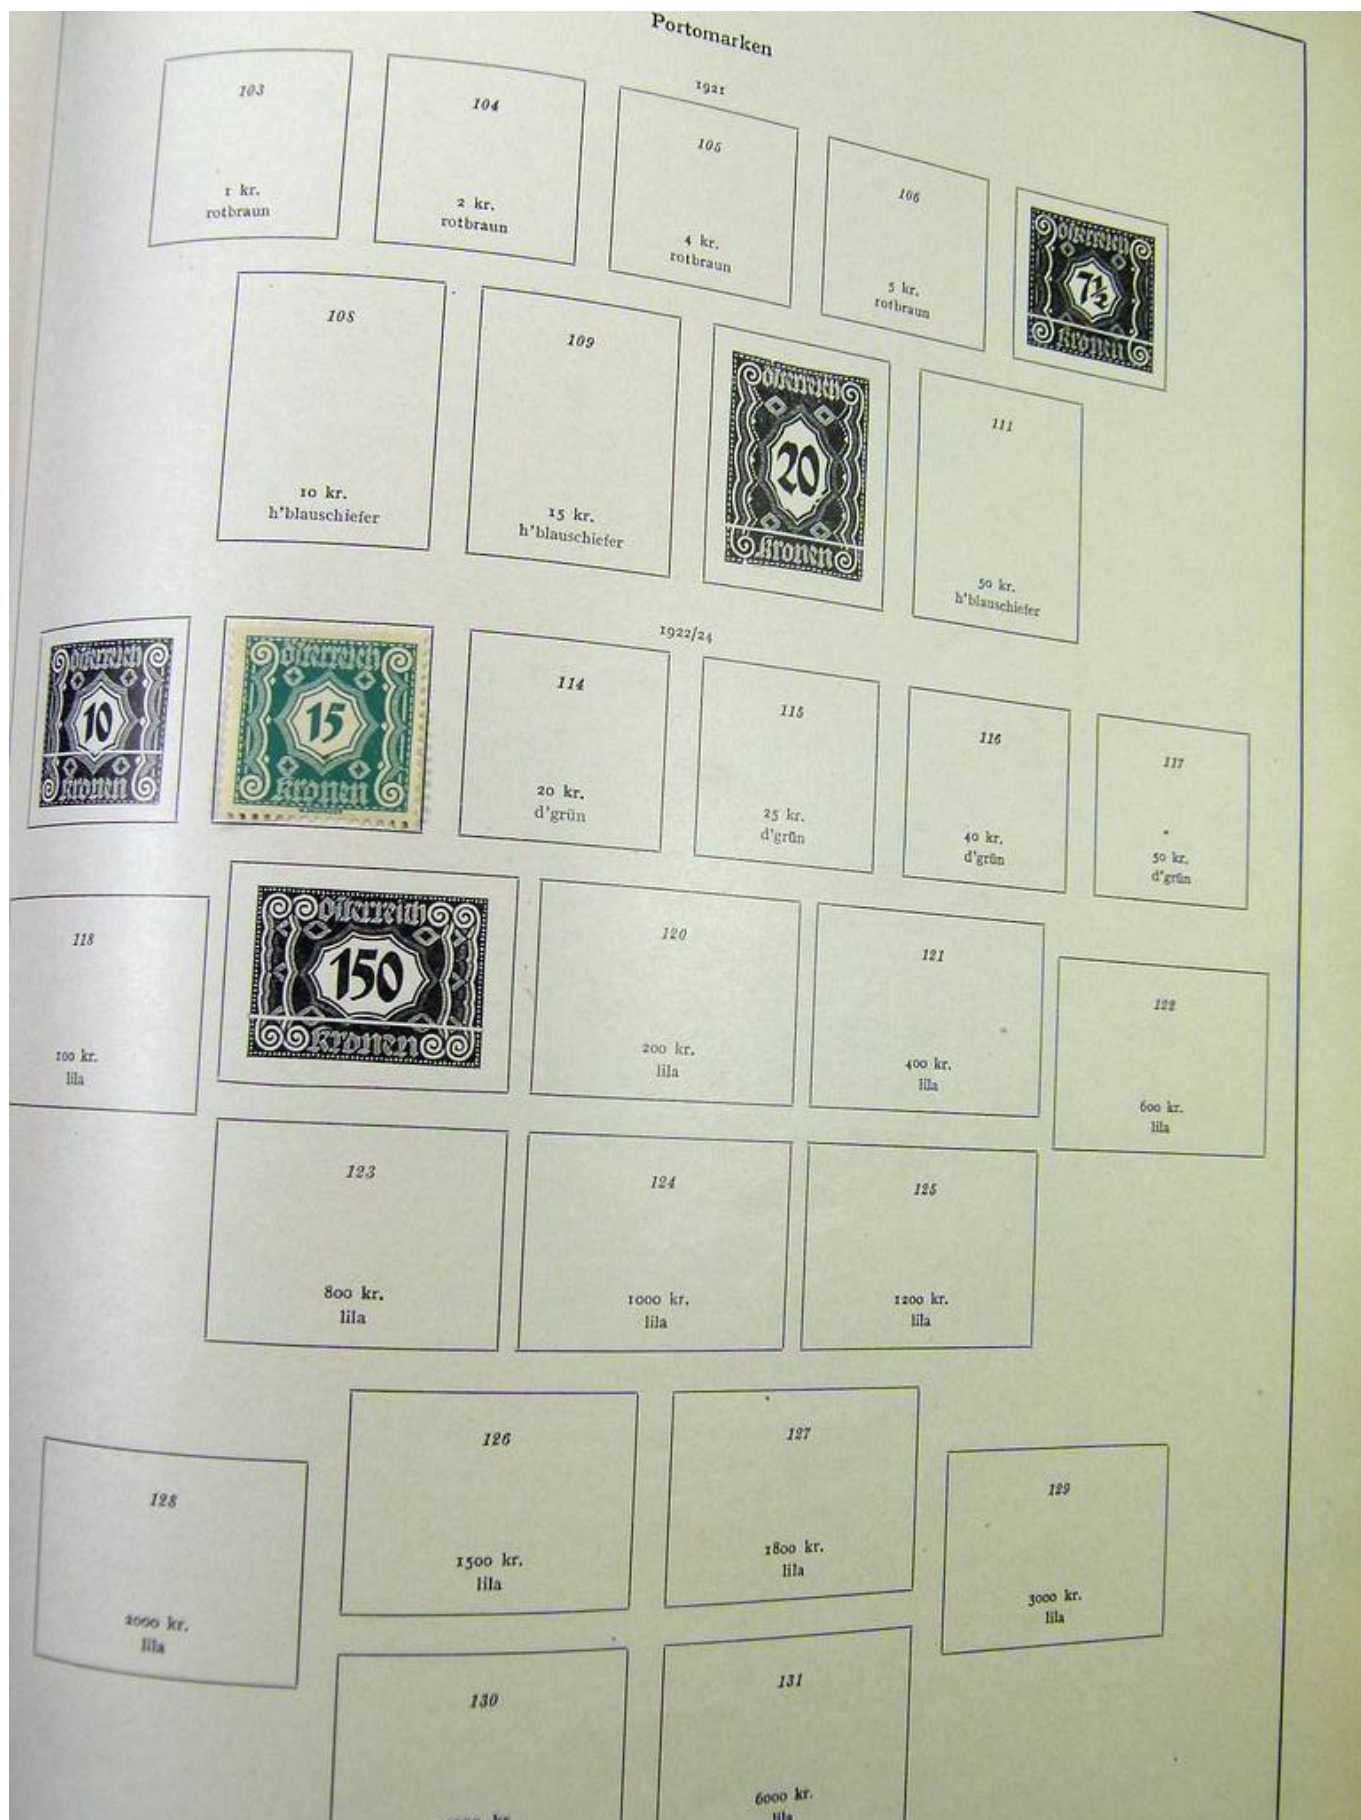 Portomarken
1921
103
1 kr.
rotbraun
104
2 kr.
rotbraun
105
4 kr.
rotbraun
106
5 kr.
rotbraun
Österreich
7½
Kronen
108
10 kr.
h'blauschiefer
109
15 kr.
h'blauschiefer
Österreich
20
Kronen
111
50 kr.
h'blauschiefer
1922/24
Österreich
10
Kronen
Österreich
15
Kronen
114
20 kr.
d'grün
115
25 kr.
d'grün
116
40 kr.
d'grün
117
50 kr.
d'grün
118
100 kr.
lila
Österreich
150
Kronen
120
200 kr.
lila
121
400 kr.
lila
122
600 kr.
lila
123
800 kr.
lila
124
1000 kr.
lila
125
1200 kr.
lila
126
1500 kr.
lila
127
1800 kr.
lila
128
2000 kr.
lila
129
3000 kr.
lila
130
kr.
131
6000 kr.
lila